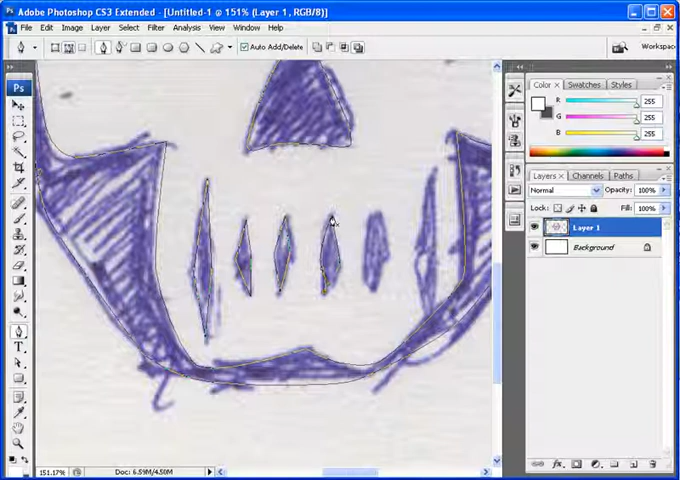 Adobe Photoshop CS3 Extended - [Untitled-1 @ 151% (Layer 1, RGB/8)]
File Edit Image Layer Select Filter Analysis View Window Help
Auto Add/Delete
Workspac
Ps
Color × Swatches Styles
R 255
G 255
B 255
Layers × Channels Paths
Normal Opacity: 100%
Lock: Fill: 100%
Layer 1
Background
151.17% Doc: 6.59M/4.50M